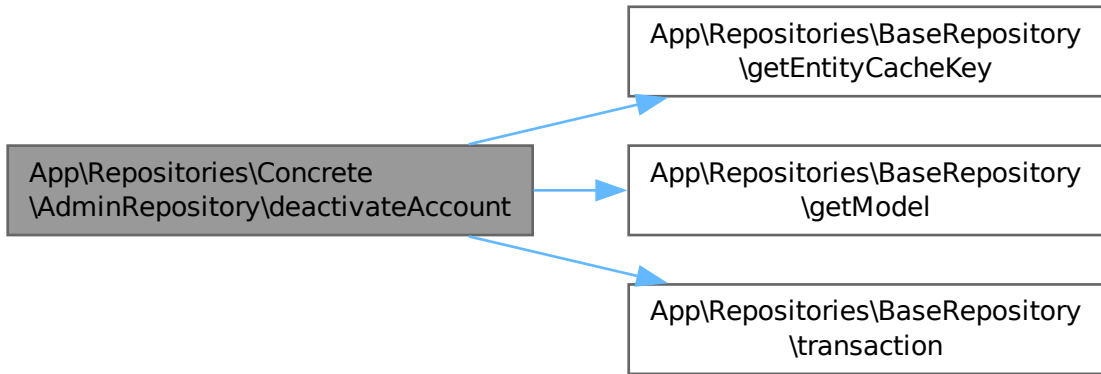 App\Repositories\BaseRepository
\getEntityCacheKey
App\Repositories\Concrete
\AdminRepository\deactivateAccount
App\Repositories\BaseRepository
\getModel
App\Repositories\BaseRepository
\transaction